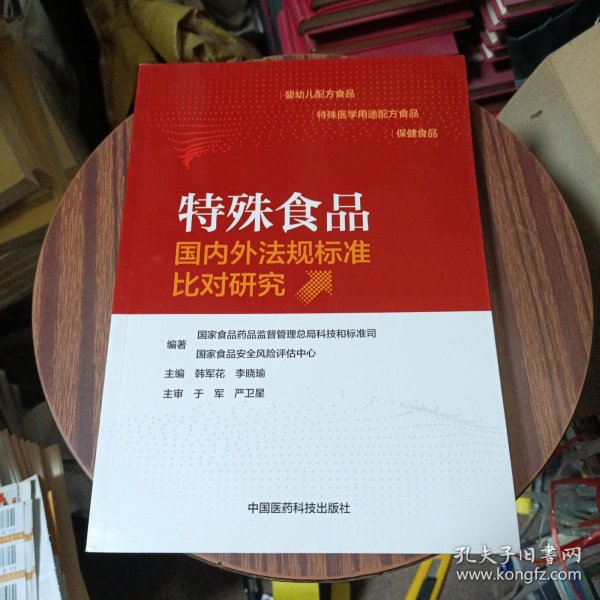 婴幼儿配方食品
特殊医学用途配方食品
保健食品
特殊食品
国内外法规标准
比对研究
编著
国家食品药品监督管理总局科技和标准司
国家食品安全风险评估中心
主编 韩军花 李晓瑜
主审 于 军 严卫星
中国医药科技出版社
孔夫子旧书网
www.kongfz.com